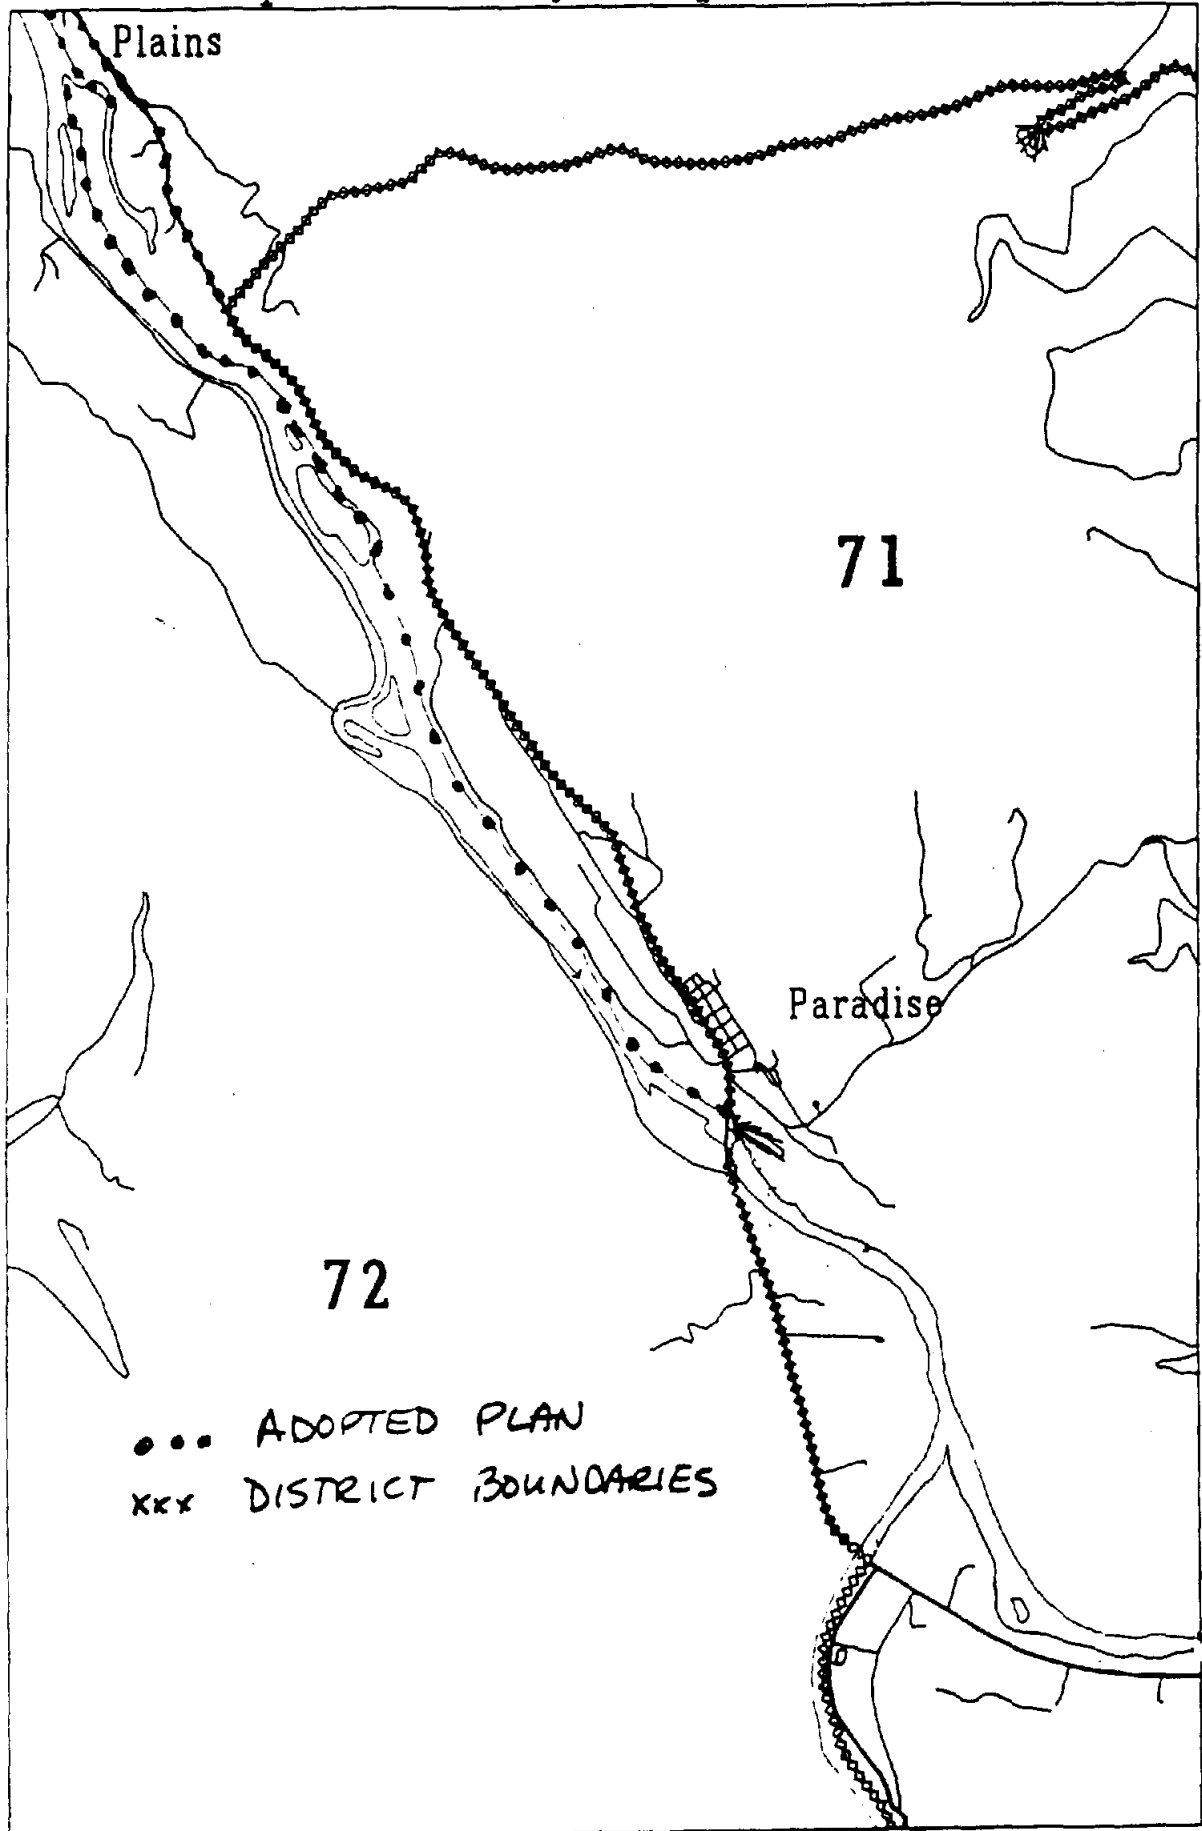 Plains
71
Paradise
72
••• ADOPTED PLAN
xxx DISTRICT BOUNDARIES